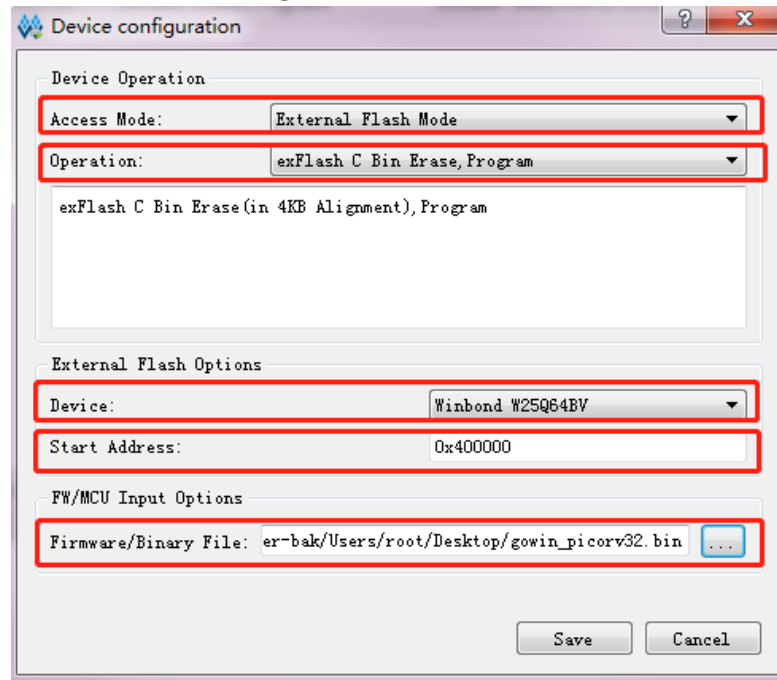 Device configuration
Device Operation
Access Mode: External Flash Mode
Operation: exFlash C Bin Erase,Program
exFlash C Bin Erase(in 4KB Alignment),Program
External Flash Options
Device: Winbond W25Q64BV
Start Address: 0x400000
FW/MCU Input Options
Firmware/Binary File: er-bak/Users/root/Desktop/gowin_picorv32.bin ...
Save Cancel